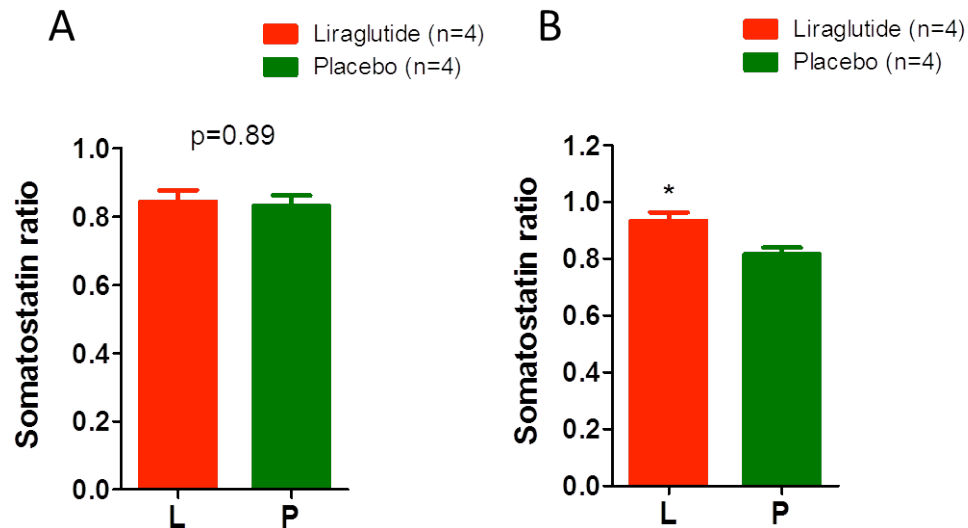 A
Liraglutide (n=4)
Placebo (n=4)
p=0.89
Somatostatin ratio
1.0
0.8
0.6
0.4
0.2
0.0
L P
B
Liraglutide (n=4)
Placebo (n=4)
Somatostatin ratio
1.2
1.0
0.8
0.6
0.4
0.2
0.0
*
L P